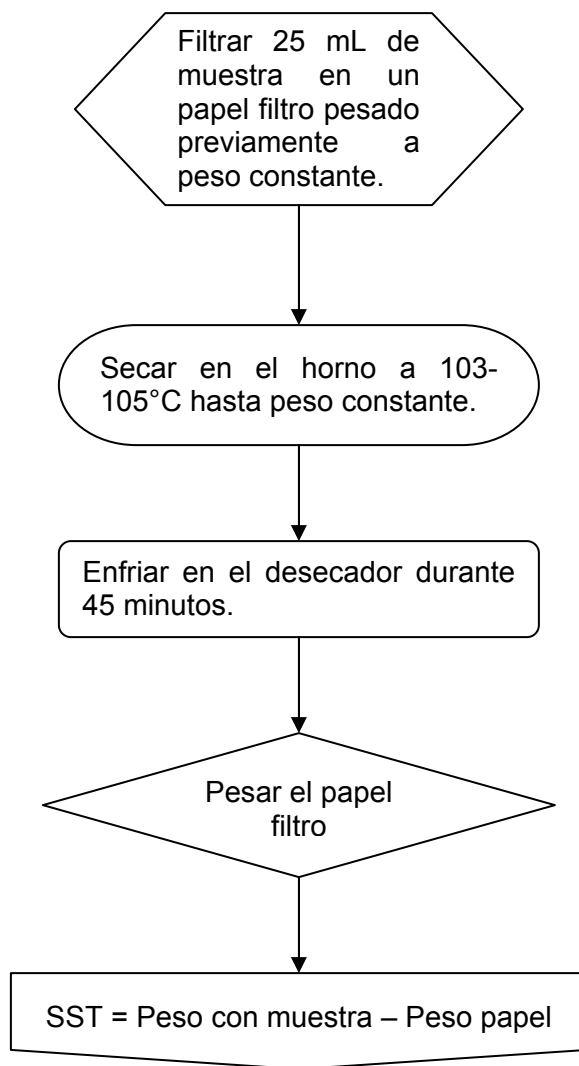 Filtrar 25 mL de
muestra en un
papel filtro pesado
previamente a
peso constante.
Secar en el horno a 103-
105°C hasta peso constante.
Enfriar en el desecador durante
45 minutos.
Pesar el papel
filtro
SST = Peso con muestra – Peso papel